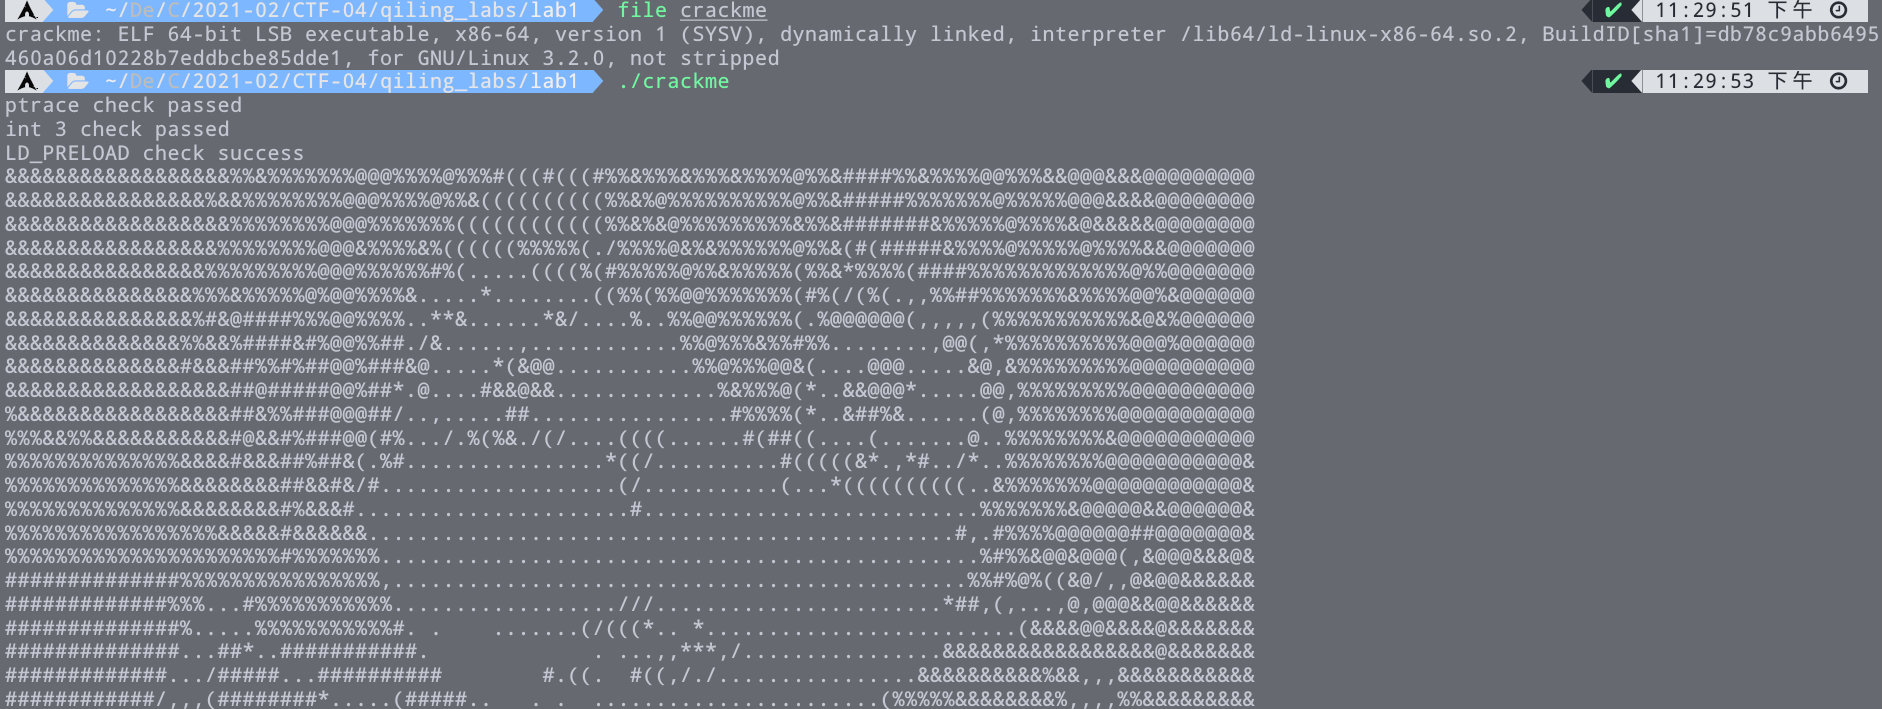 ~/De/C/2021-02/CTF-04/qiling_labs/lab1 file crackme ✔ 11:29:51 下午
crackme: ELF 64-bit LSB executable, x86-64, version 1 (SYSV), dynamically linked, interpreter /lib64/ld-linux-x86-64.so.2, BuildID[sha1]=db78c9abb6495
460a06d10228b7eddbcbe85dde1, for GNU/Linux 3.2.0, not stripped
~/De/C/2021-02/CTF-04/qiling_labs/lab1 ./crackme ✔ 11:29:53 下午
ptrace check passed
int 3 check passed
LD_PRELOAD check success